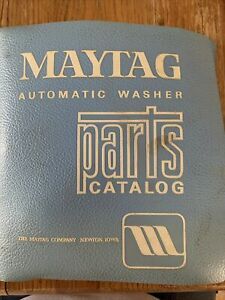 MAYTAG
AUTOMATIC WASHER
parts
CATALOG
THE MAYTAG COMPANY NEWTON IOWA